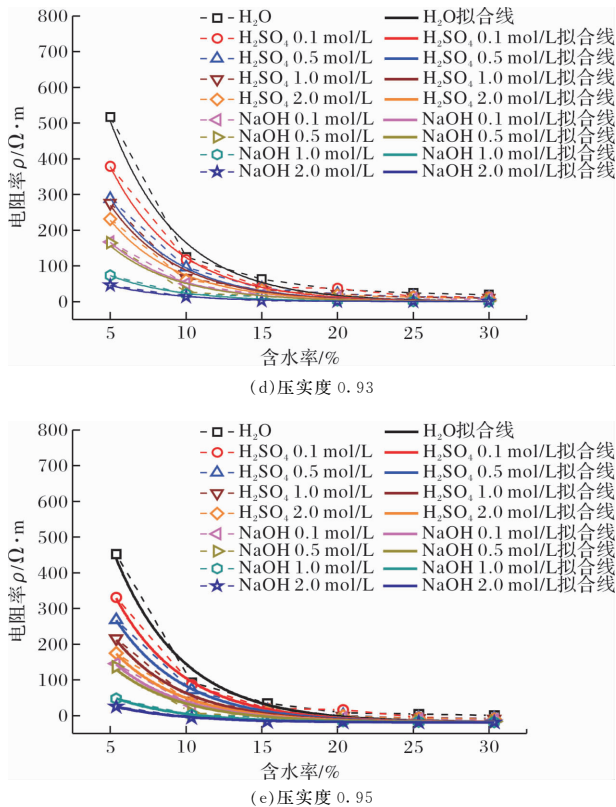 800
700
600
500
400
300
200
100
0
电阻率ρ/Ω·m
H₂O
H₂SO₄ 0.1 mol/L
H₂SO₄ 0.5 mol/L
H₂SO₄ 1.0 mol/L
H₂SO₄ 2.0 mol/L
NaOH 0.1 mol/L
NaOH 0.5 mol/L
NaOH 1.0 mol/L
NaOH 2.0 mol/L
H₂O拟合线
H₂SO₄ 0.1 mol/L拟合线
H₂SO₄ 0.5 mol/L拟合线
H₂SO₄ 1.0 mol/L拟合线
H₂SO₄ 2.0 mol/L拟合线
NaOH 0.1 mol/L拟合线
NaOH 0.5 mol/L拟合线
NaOH 1.0 mol/L拟合线
NaOH 2.0 mol/L拟合线
5 10 15 20 25 30
含水率/%
(d)压实度 0.93
800
700
600
500
400
300
200
100
0
电阻率ρ/Ω·m
H₂O
H₂SO₄ 0.1 mol/L
H₂SO₄ 0.5 mol/L
H₂SO₄ 1.0 mol/L
H₂SO₄ 2.0 mol/L
NaOH 0.1 mol/L
NaOH 0.5 mol/L
NaOH 1.0 mol/L
NaOH 2.0 mol/L
H₂O拟合线
H₂SO₄ 0.1 mol/L拟合线
H₂SO₄ 0.5 mol/L拟合线
H₂SO₄ 1.0 mol/L拟合线
H₂SO₄ 2.0 mol/L拟合线
NaOH 0.1 mol/L拟合线
NaOH 0.5 mol/L拟合线
NaOH 1.0 mol/L拟合线
NaOH 2.0 mol/L拟合线
5 10 15 20 25 30
含水率/%
(e)压实度 0.95